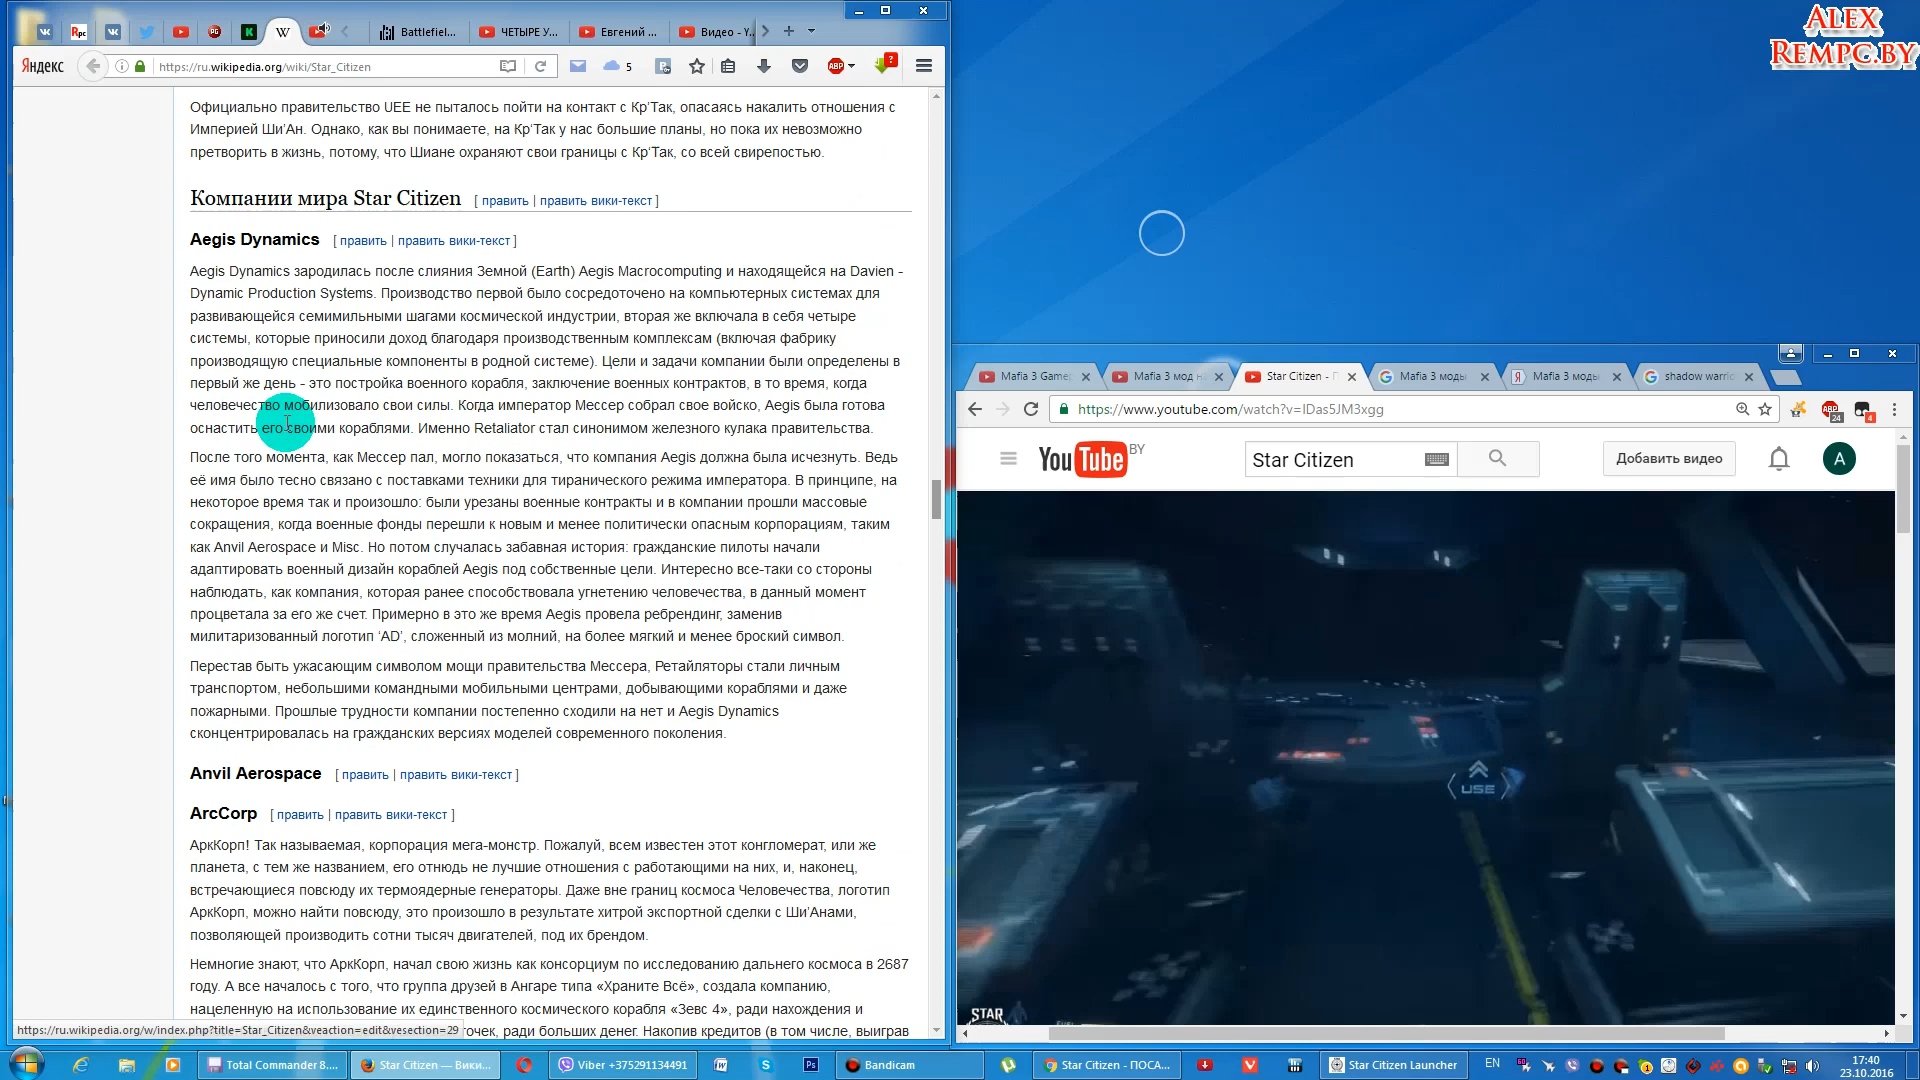 Battlefiel...
ЧЕТЫРЕ У...
Евгений ...
Видео - Y...
Яндекс
https://ru.wikipedia.org/wiki/Star_Citizen
5
Официально правительство UEE не пыталось пойти на контакт с Кр'Так, опасаясь накалить отношения с
Империей Ши'Ан. Однако, как вы понимаете, на Кр'Так у нас большие планы, но пока их невозможно
претворить в жизнь, потому, что Шиане охраняют свои границы с Кр'Так, со всей свирепостью.
Компании мира Star Citizen [ править | править вики-текст ]
Aegis Dynamics [ править | править вики-текст ]
Aegis Dynamics зародилась после слияния Земной (Earth) Aegis Macrocomputing и находящейся на Davien -
Dynamic Production Systems. Производство первой было сосредоточено на компьютерных системах для
развивающейся семимильными шагами космической индустрии, вторая же включала в себя четыре
системы, которые приносили доход благодаря производственным комплексам (включая фабрику
производящую специальные компоненты в родной системе). Цели и задачи компании были определены в
первый же день - это постройка военного корабля, заключение военных контрактов, в то время, когда
человечество мобилизовало свои силы. Когда император Мессер собрал свое войско, Aegis была готова
оснастить его своими кораблями. Именно Retaliator стал синонимом железного кулака правительства.
После того момента, как Мессер пал, могло показаться, что компания Aegis должна была исчезнуть. Ведь
её имя было тесно связано с поставками техники для тиранического режима императора. В принципе, на
некоторое время так и произошло: были урезаны военные контракты и в компании прошли массовые
сокращения, когда военные фонды перешли к новым и менее политически опасным корпорациям, таким
как Anvil Aerospace и Misc. Но потом случалась забавная история: гражданские пилоты начали
адаптировать военный дизайн кораблей Aegis под собственные цели. Интересно все-таки со стороны
наблюдать, как компания, которая ранее способствовала угнетению человечества, в данный момент
процветала за его же счет. Примерно в это же время Aegis провела ребрендинг, заменив
милитаризованный логотип 'AD', сложенный из молний, на более мягкий и менее броский символ.
Перестав быть ужасающим символом мощи правительства Мессера, Ретайляторы стали личным
транспортом, небольшими командными мобильными центрами, добывающими кораблями и даже
пожарными. Прошлые трудности компании постепенно сходили на нет и Aegis Dynamics
сконцентрировалась на гражданских версиях моделей современного поколения.
Anvil Aerospace [ править | править вики-текст ]
ArcCorp [ править | править вики-текст ]
АркКорп! Так называемая, корпорация мега-монстр. Пожалуй, всем известен этот конгломерат, или же
планета, с тем же названием, его отнюдь не лучшие отношения с работающими на них, и, наконец,
встречающиеся повсюду их термоядерные генераторы. Даже вне границ космоса Человечества, логотип
АркКорп, можно найти повсюду, это произошло в результате хитрой экспортной сделки с Ши'Анами,
позволяющей производить сотни тысяч двигателей, под их брендом.
Немногие знают, что АркКорп, начал свою жизнь как консорциум по исследованию дальнего космоса в 2687
году. А все началось с того, что группа друзей в Ангаре типа «Храните Всё», создала компанию,
нацеленную на использование их единственного космического корабля «Зевс 4», ради нахождения и
точек, ради больших денег. Накопив кредитов (в том числе, выиграв
https://ru.wikipedia.org/w/index.php?title=Star_Citizen&veaction=edit&vesection=29
Alex
Rempc.by
Mafia 3 Game
Mafia 3 мод на
Star Citizen - П
Mafia 3 моды
Mafia 3 моды
shadow warrio
https://www.youtube.com/watch?v=IDas5JM3xgg
24
4
YouTube BY
Star Citizen
Добавить видео
A
USE
STAR
Total Commander 8....
Star Citizen — Вики...
Viber +375291134491
Bandicam
Star Citizen - ПОСА...
Star Citizen Launcher
EN
17:40
23.10.2016